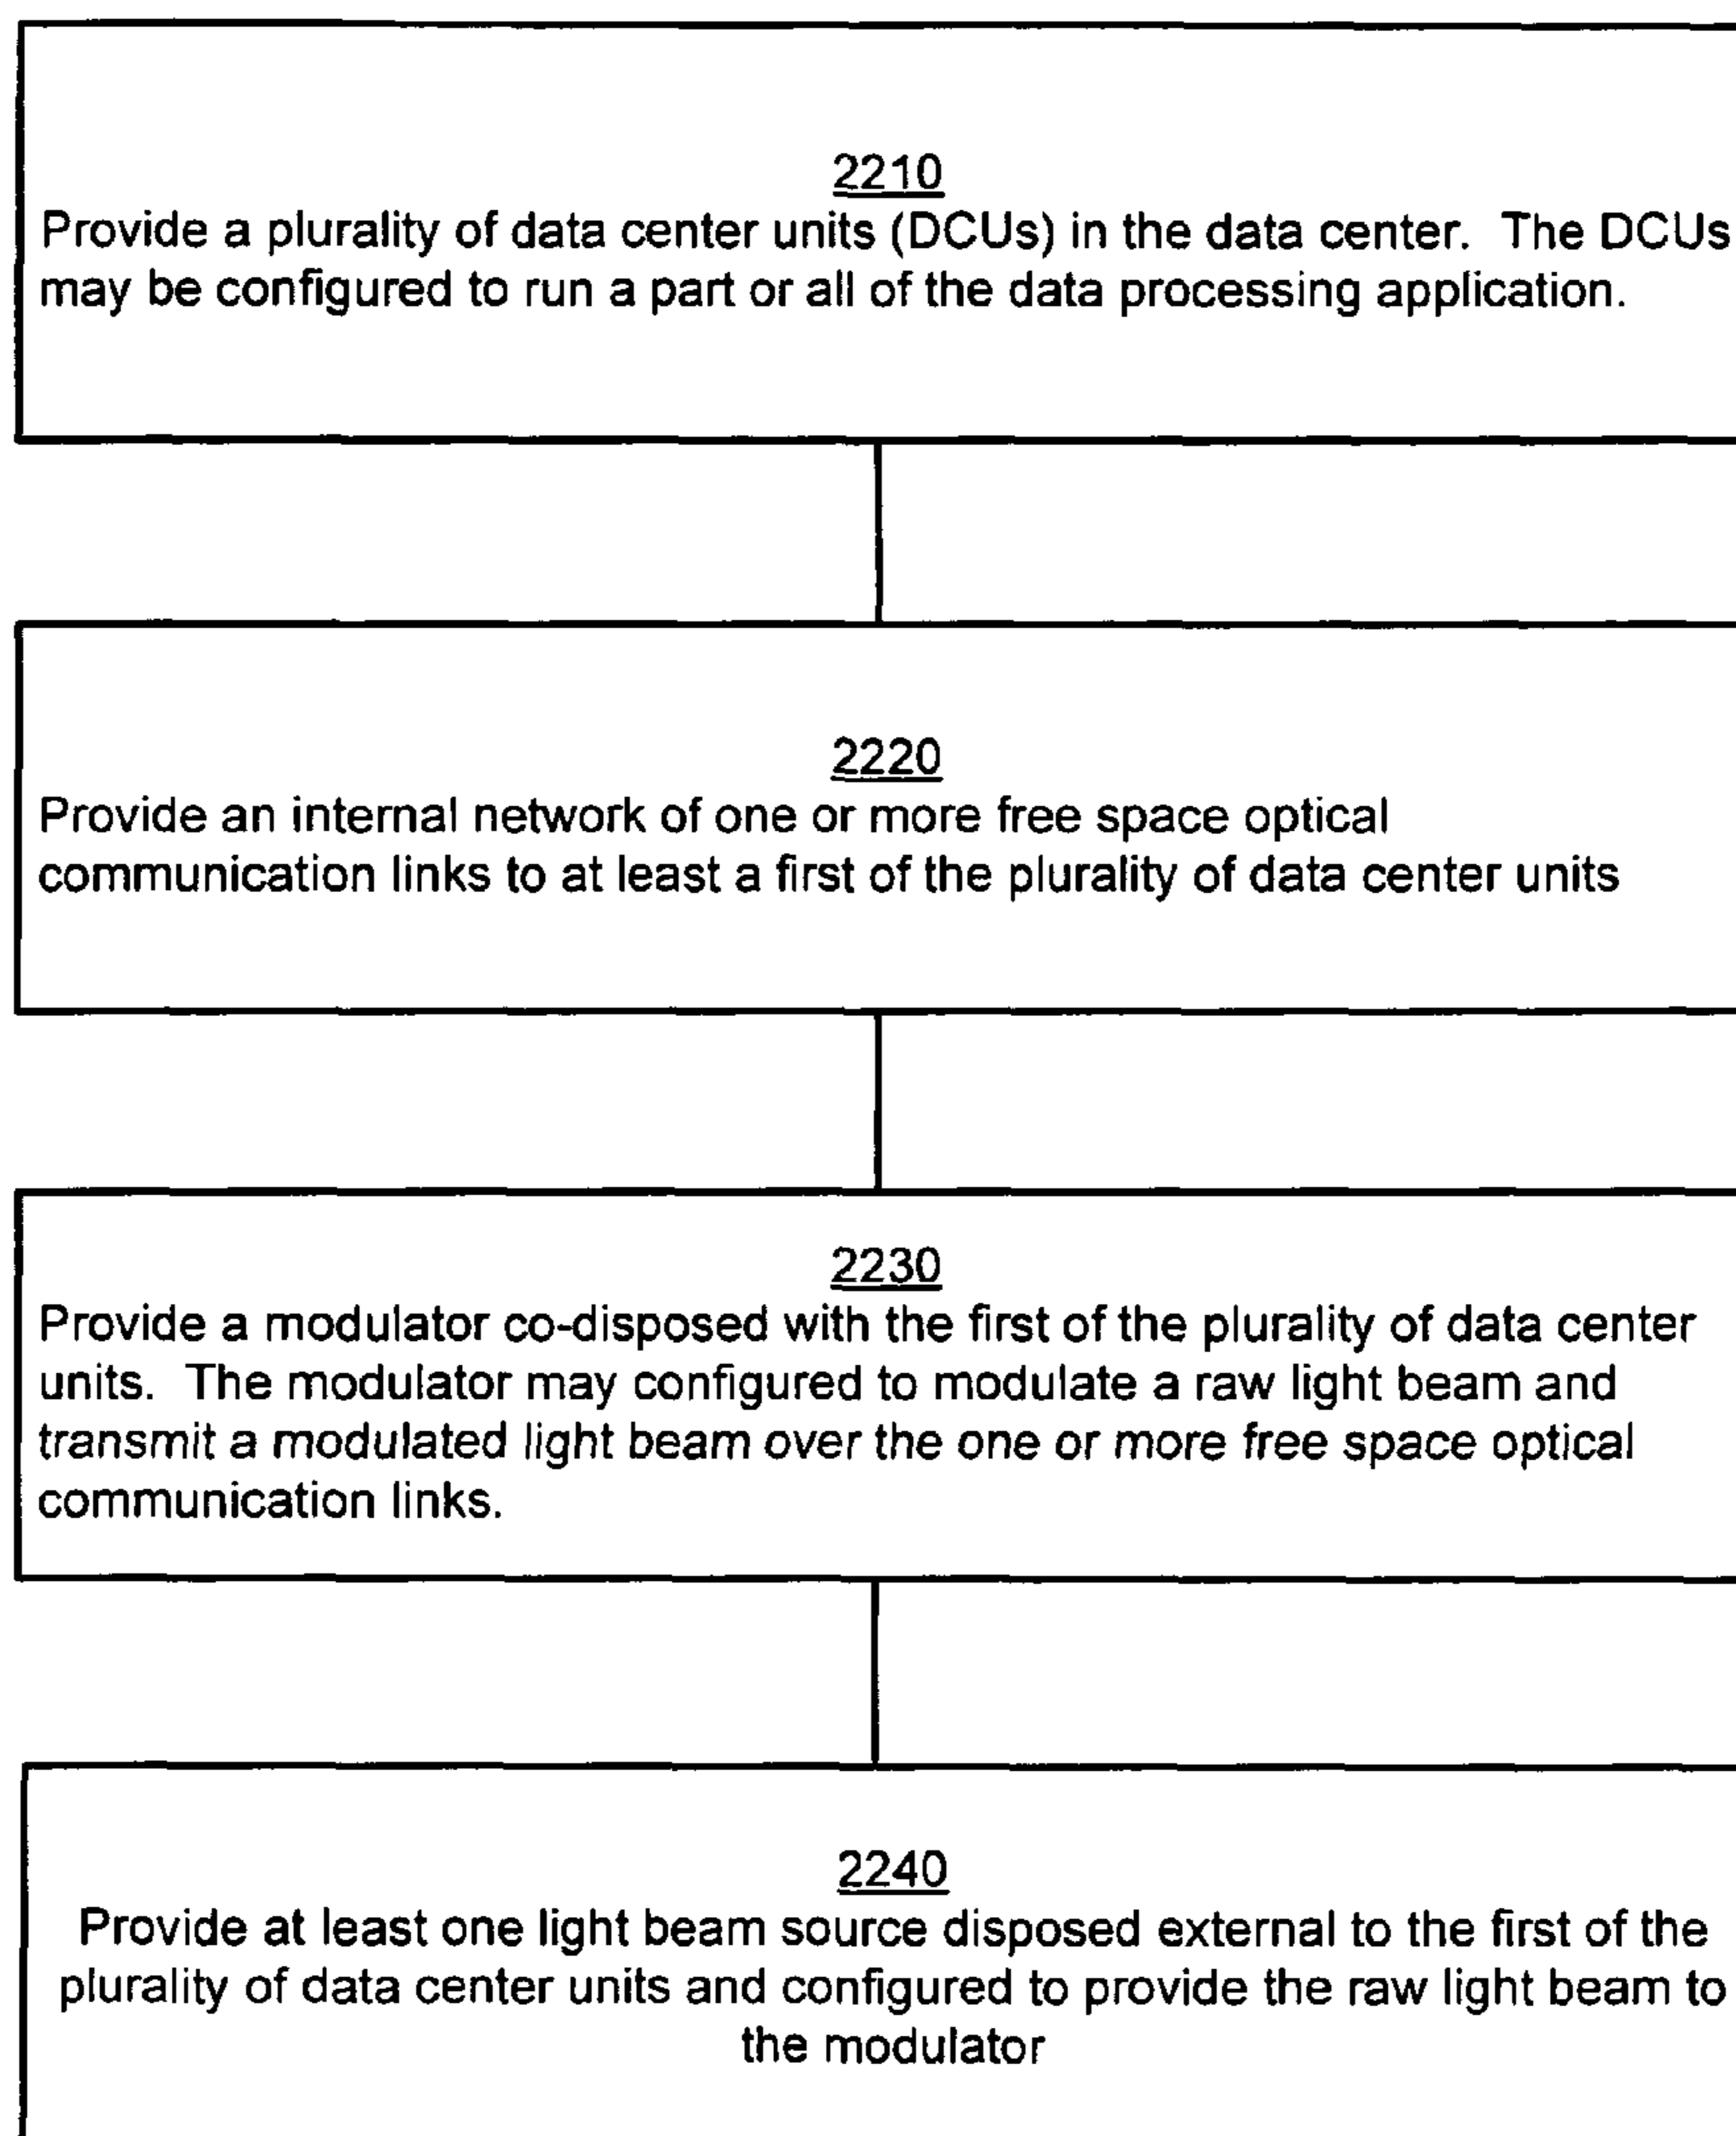 2210
Provide a plurality of data center units (DCUs) in the data center. The DCUs
may be configured to run a part or all of the data processing application.
2220
Provide an internal network of one or more free space optical
communication links to at least a first of the plurality of data center units
2230
Provide a modulator co-disposed with the first of the plurality of data center
units. The modulator may configured to modulate a raw light beam and
transmit a modulated light beam over the one or more free space optical
communication links.
2240
Provide at least one light beam source disposed external to the first of the
plurality of data center units and configured to provide the raw light beam to
the modulator